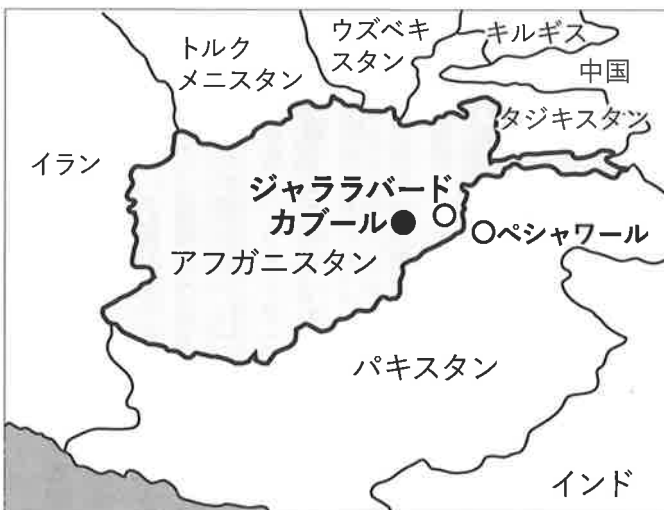 トルク
メニスタン
ウズベキ
スタン
キルギス
中国
タジキスタン
イラン
ジャララバード
カブール
ペシャワール
アフガニスタン
パキスタン
インド